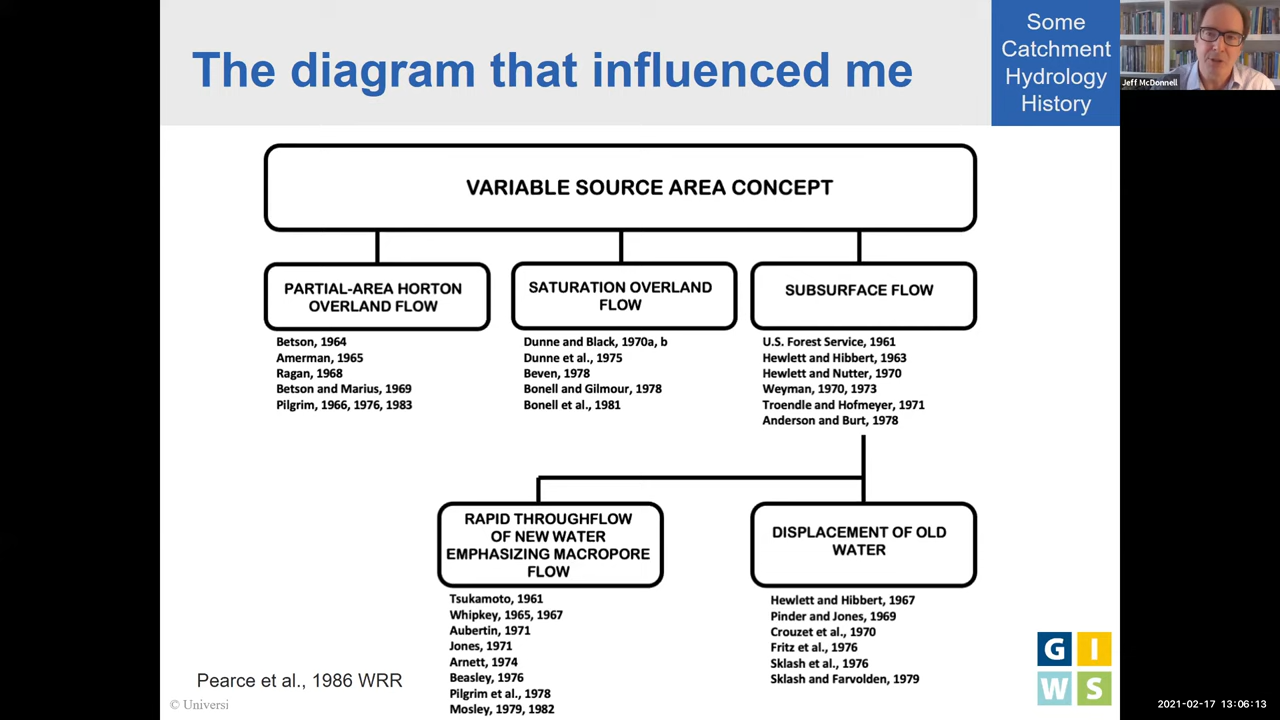 The diagram that influenced me
Some
Catchment
Hydrology
History
Jeff McDonnell
VARIABLE SOURCE AREA CONCEPT
PARTIAL-AREA HORTON
OVERLAND FLOW
Betson, 1964
Amerman, 1965
Ragan, 1968
Betson and Marius, 1969
Pilgrim, 1966, 1976, 1983
SATURATION OVERLAND
FLOW
Dunne and Black, 1970a, b
Dunne et al., 1975
Beven, 1978
Bonell and Gilmour, 1978
Bonell et al., 1981
SUBSURFACE FLOW
U.S. Forest Service, 1961
Hewlett and Hibbert, 1963
Hewlett and Nutter, 1970
Weyman, 1970, 1973
Troendle and Hofmeyer, 1971
Anderson and Burt, 1978
RAPID THROUGHFLOW
OF NEW WATER
EMPHASIZING MACROPORE
FLOW
Tsukamoto, 1961
Whipkey, 1965, 1967
Aubertin, 1971
Jones, 1971
Arnett, 1974
Beasley, 1976
Pilgrim et al., 1978
Mosley, 1979, 1982
DISPLACEMENT OF OLD
WATER
Hewlett and Hibbert, 1967
Pinder and Jones, 1969
Crouzet et al., 1970
Fritz et al., 1976
Sklash et al., 1976
Sklash and Farvolden, 1979
Pearce et al., 1986 WRR
© Universi
G I
W S
2021-02-17 13:06:13